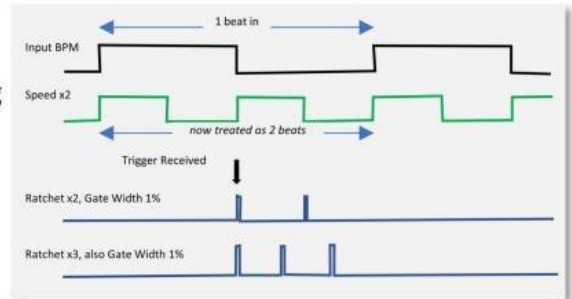 1 beat in
Input BPM
Speed x2
now treated as 2 beats
Trigger Received
Ratchet x2, Gate Width 1%
Ratchet x3, also Gate Width 1%